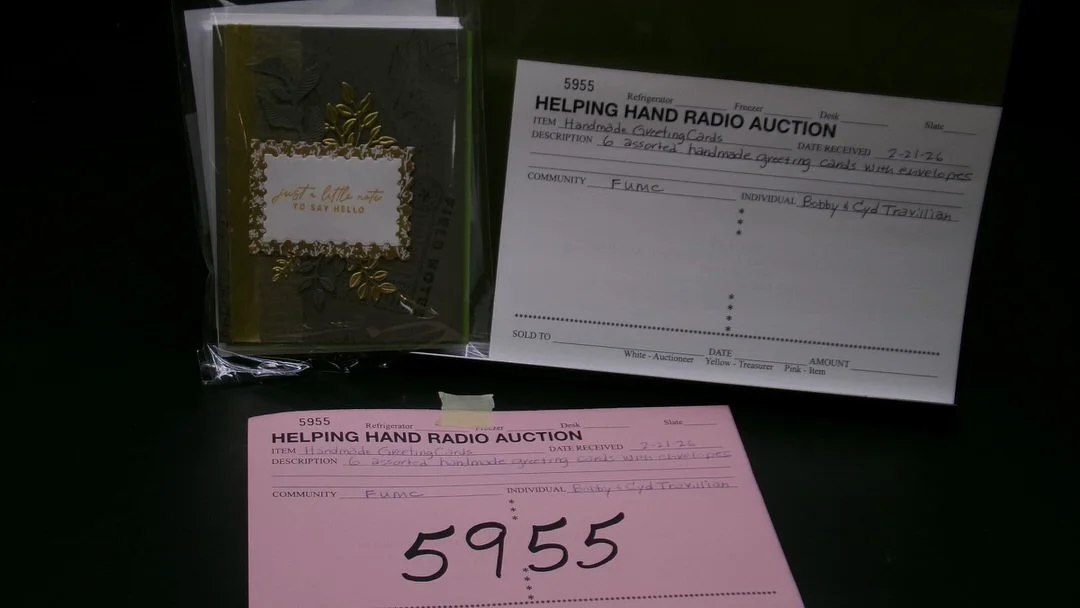 just a little note
TO SAY HELLO
FIELD NOTE
5955
Refrigerator Freezer Desk Slate
HELPING HAND RADIO AUCTION
ITEM Handmade Greeting Cards DATE RECEIVED 2-21-26
DESCRIPTION 6 assorted handmade greeting cards with envelopes
COMMUNITY FUMC INDIVIDUAL Bobby & Cyd Travillian
SOLD TO DATE AMOUNT
White - Auctioneer Yellow - Treasurer Pink - Item
5955
Refrigerator Freezer Desk Slate
HELPING HAND RADIO AUCTION
ITEM Handmade Greeting Cards DATE RECEIVED 2-21-26
DESCRIPTION 6 assorted handmade greeting cards with envelopes
COMMUNITY FUMC INDIVIDUAL Bobby & Cyd Travillian
5955